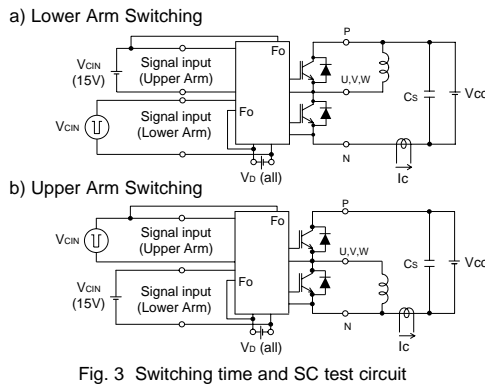 a) Lower Arm Switching
P
Fo
VCIN
(15V)
Signal input
(Upper Arm)
U,V,W
CS
Vcc
Fo
VCIN
Signal input
(Lower Arm)
VD (all)
N
Ic
b) Upper Arm Switching
P
Fo
VCIN
Signal input
(Upper Arm)
U,V,W
CS
Vcc
Fo
VCIN
(15V)
Signal input
(Lower Arm)
VD (all)
N
Ic
Fig. 3 Switching time and SC test circuit